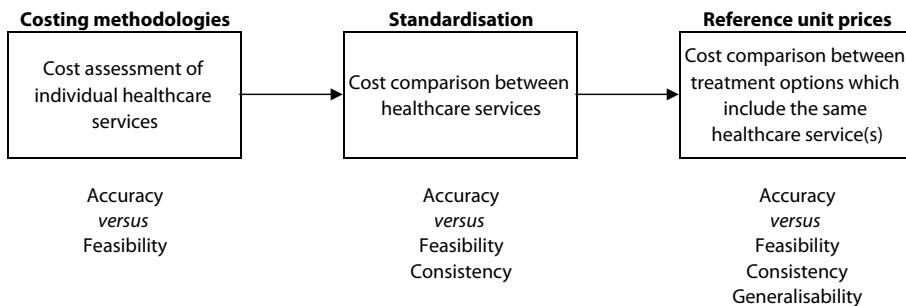 Costing methodologies
Cost assessment of
individual healthcare
services
Accuracy
versus
Feasibility
Standardisation
Cost comparison between
healthcare services
Accuracy
versus
Feasibility
Consistency
Reference unit prices
Cost comparison between
treatment options which
include the same
healthcare service(s)
Accuracy
versus
Feasibility
Consistency
Generalisability